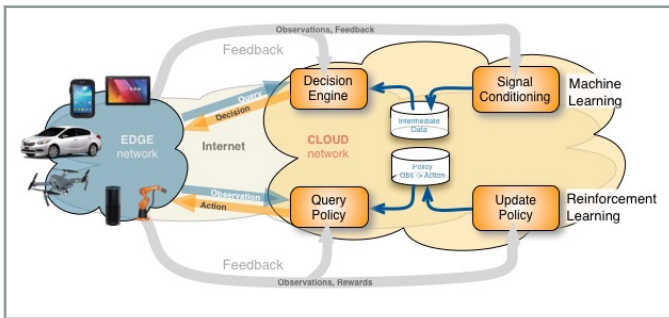 Observations, Feedback
Feedback
Decision
Engine
Signal
Conditioning
Machine
Learning
Query
Decision
Intermediate
Data
EDGE
network
Internet
CLOUD
network
Policy
Obs -> Action
Observation
Action
Query
Policy
Update
Policy
Reinforcement
Learning
Feedback
Observations, Rewards